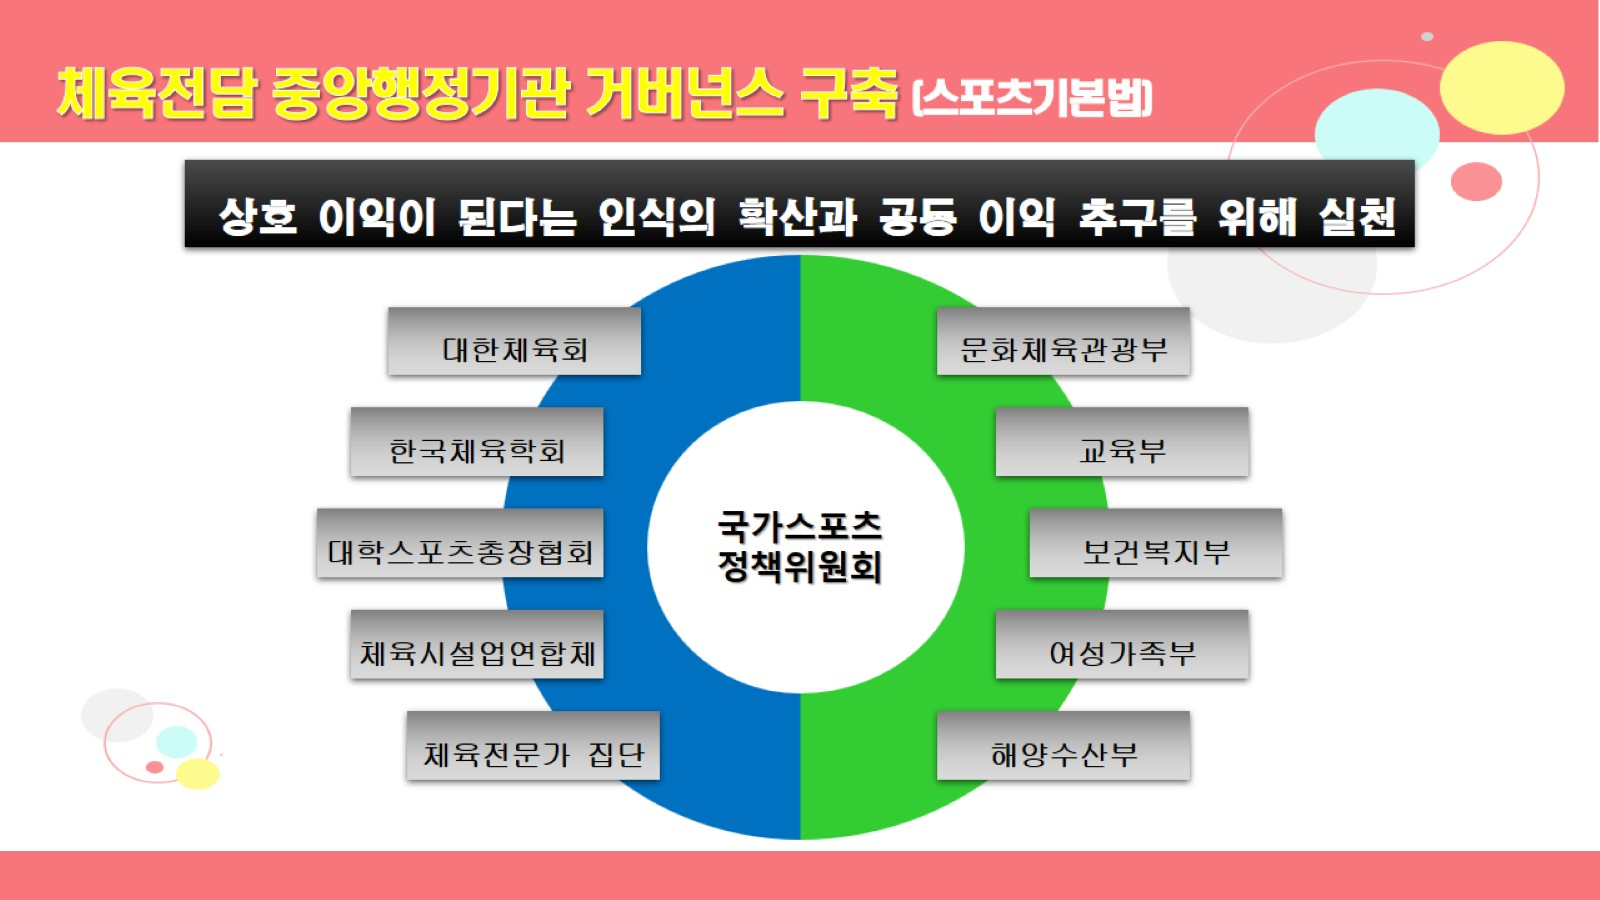 체육전담 중앙행정기관 거버넌스 구축 (스포츠기본법)
상호 이익이 된다는 인식의 확산과 공동 이익 추구를 위해 실천
대한체육회
한국체육학회
대학스포츠총장협회
체육시설업연합체
체육전문가 집단
국가스포츠
정책위원회
문화체육관광부
교육부
보건복지부
여성가족부
해양수산부